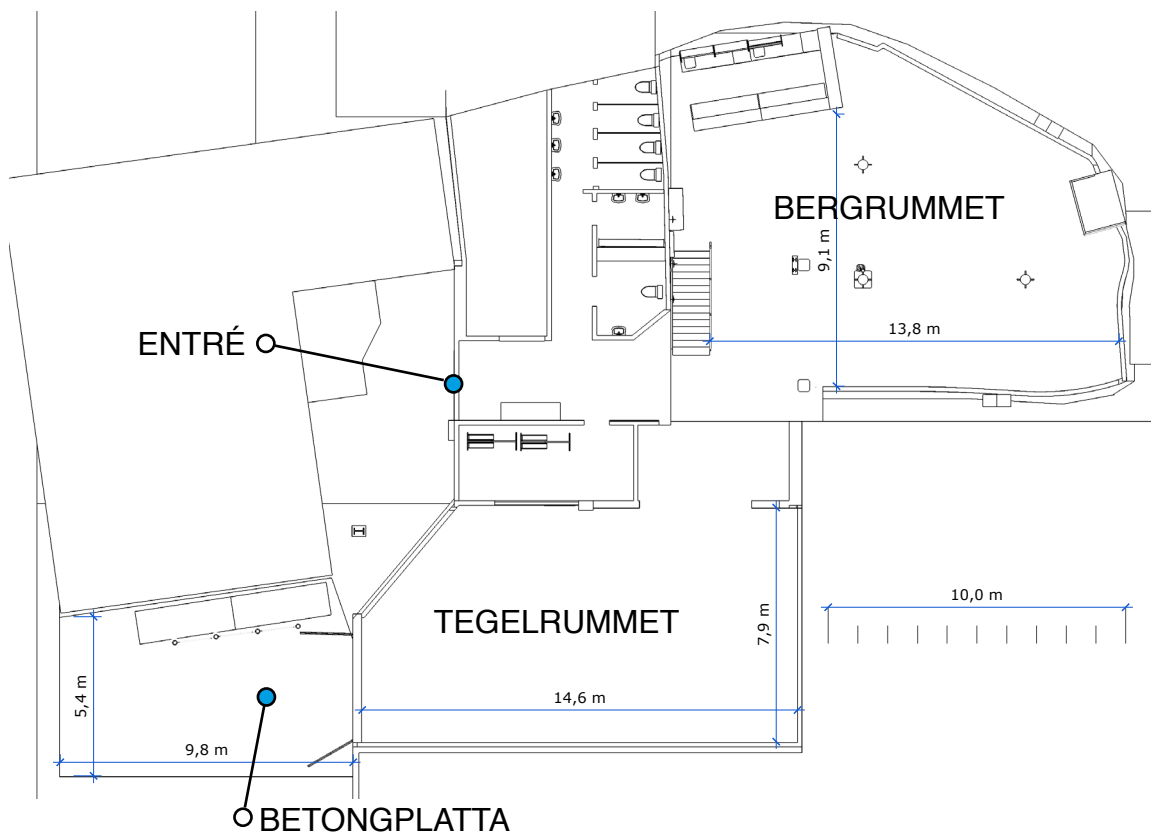 BERGRUMMET
9,1 m
13,8 m
ENTRÉ
10,0 m
TEGELRUMMET
7,9 m
14,6 m
5,4 m
9,8 m
BETONGPLATTA